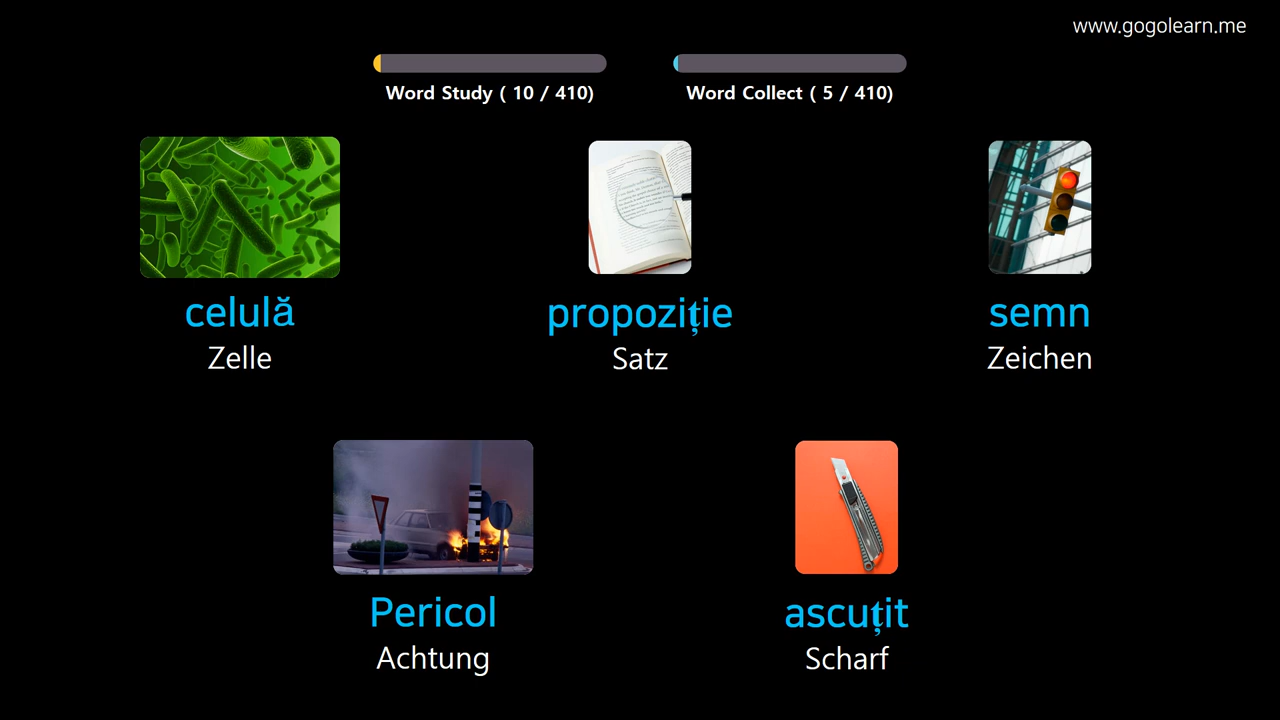 www.gogolearn.me
Word Study ( 10 / 410)
Word Collect ( 5 / 410)
celulă
propoziție
semn
Zelle
Satz
Zeichen
Pericol
ascuțit
Achtung
Scharf